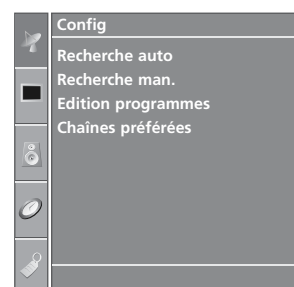 Config
Recherche auto
Recherche man.
Edition programmes
Chaînes préférées